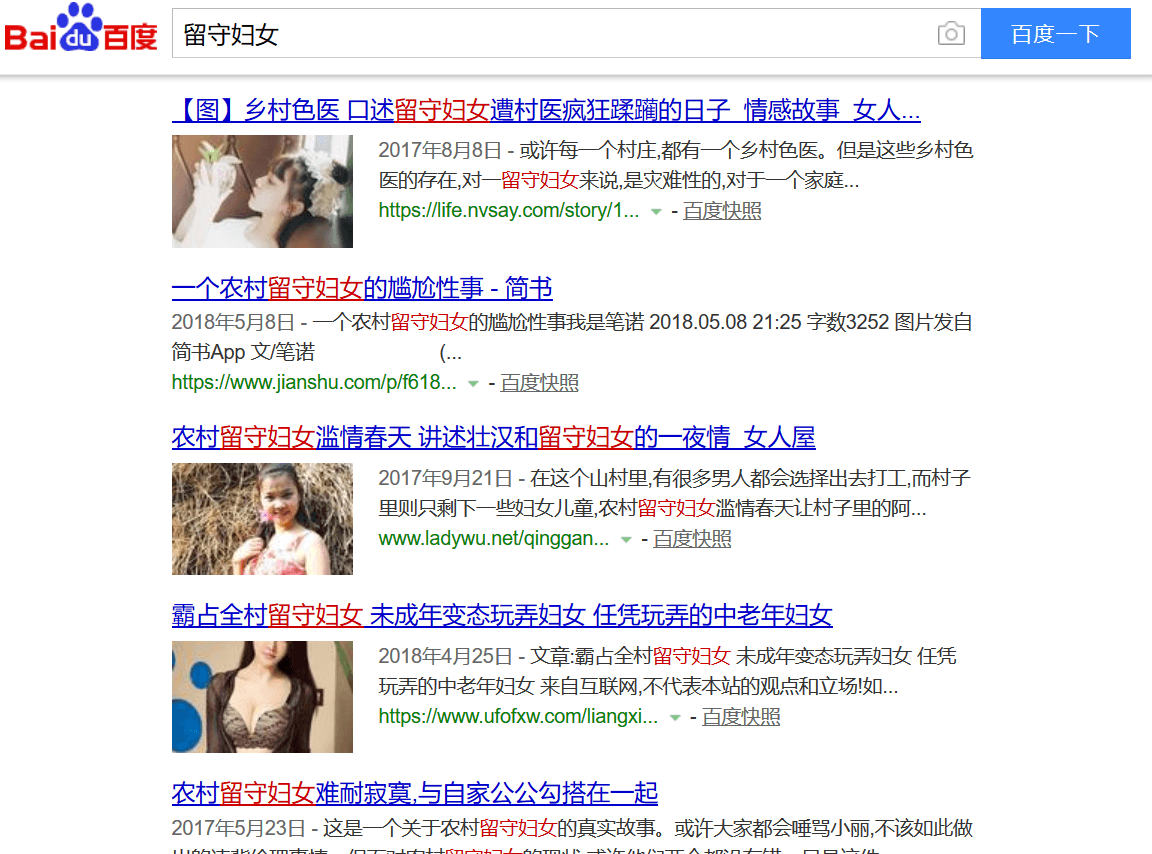 Bai du 百度
留守妇女
百度一下
【图】乡村色医 口述留守妇女遭村医疯狂蹂躏的日子_情感故事_女人...
2017年8月8日 - 或许每一个村庄,都有一个乡村色医。但是这些乡村色
医的存在,对一留守妇女来说,是灾难性的,对于一个家庭...
https://life.nvsay.com/story/1... - 百度快照
一个农村留守妇女的尴尬性事 - 简书
2018年5月8日 - 一个农村留守妇女的尴尬性事我是笔诺 2018.05.08 21:25 字数3252 图片发自
简书App 文/笔诺 (...
https://www.jianshu.com/p/f618... - 百度快照
农村留守妇女滥情春天 讲述壮汉和留守妇女的一夜情_女人屋
2017年9月21日 - 在这个山村里,有很多男人都会选择出去打工,而村子
里则只剩下一些妇女儿童,农村留守妇女滥情春天让村子里的阿...
www.ladywu.net/qinggan... - 百度快照
霸占全村留守妇女 未成年变态玩弄妇女 任凭玩弄的中老年妇女
2018年4月25日 - 文章:霸占全村留守妇女 未成年变态玩弄妇女 任凭
玩弄的中老年妇女 来自互联网,不代表本站的观点和立场!如...
https://www.ufofxw.com/liangxi... - 百度快照
农村留守妇女难耐寂寞,与自家公公勾搭在一起
2017年5月23日 - 这是一个关于农村留守妇女的真实故事。或许大家都会唾骂小丽,不该如此做